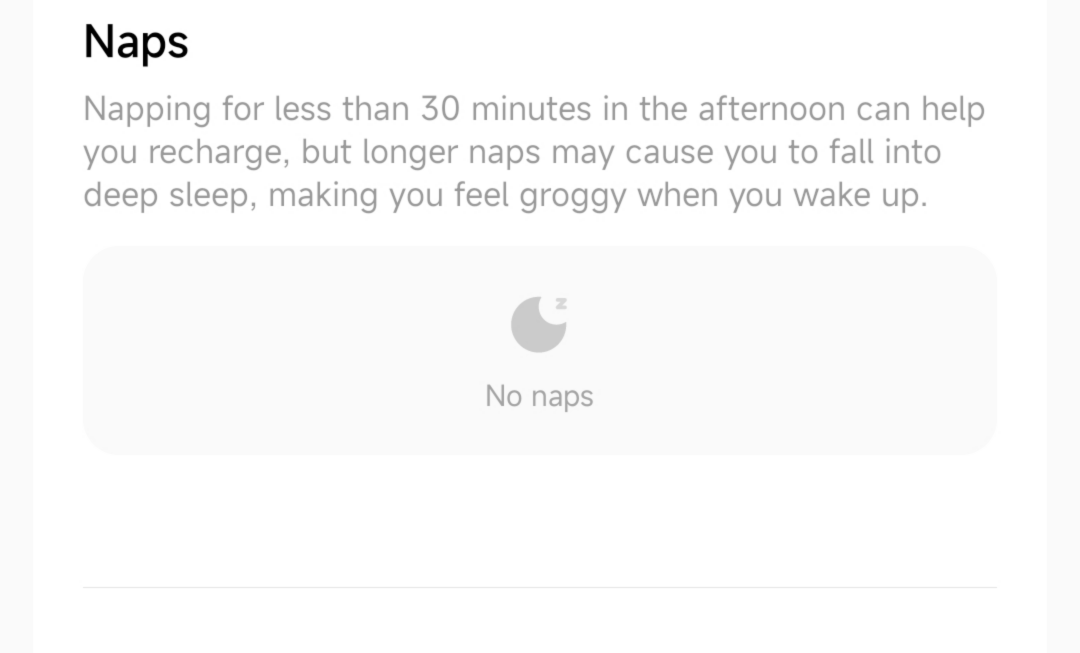 Naps
Napping for less than 30 minutes in the afternoon can help
you recharge, but longer naps may cause you to fall into
deep sleep, making you feel groggy when you wake up.
z
No naps